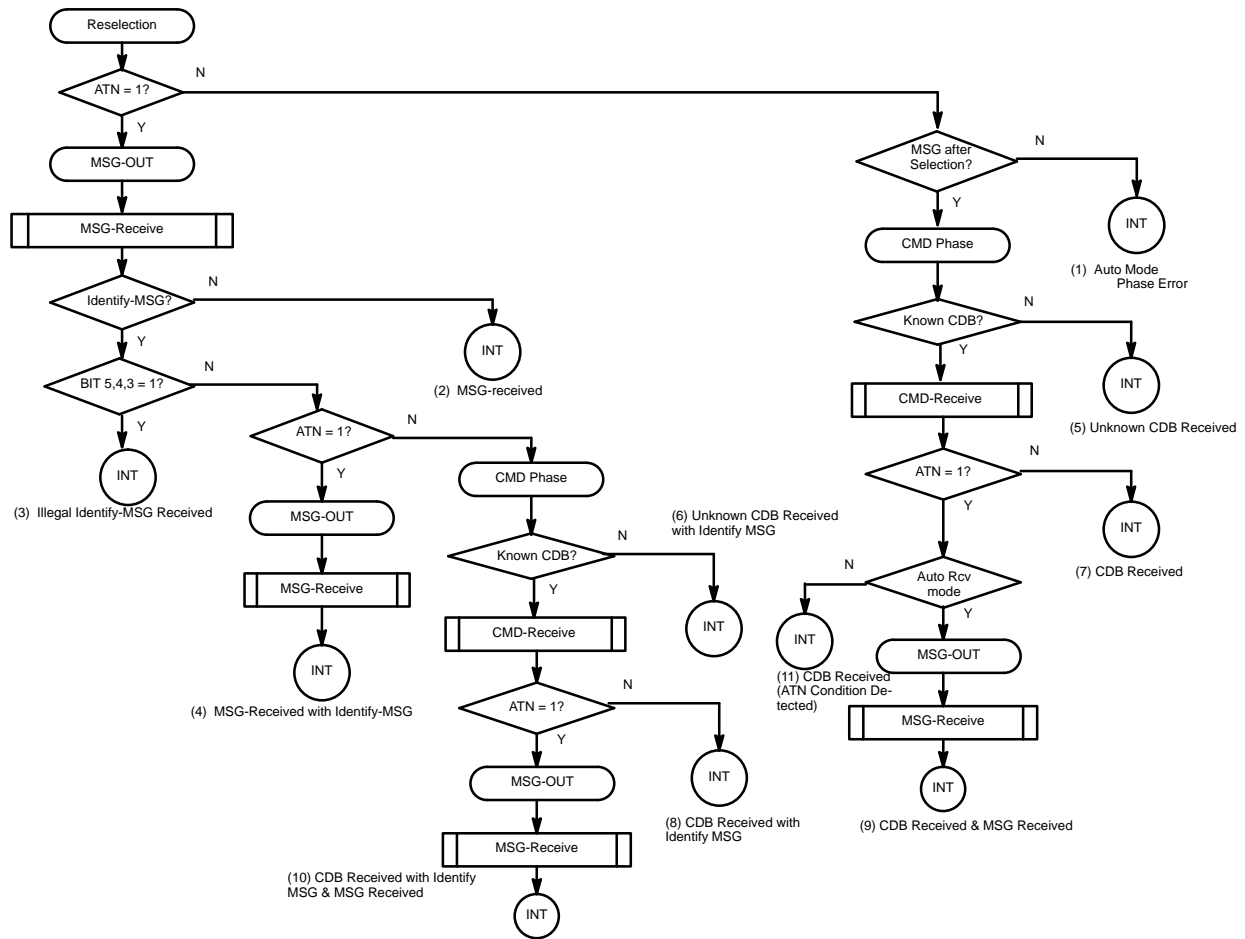 Reselection
N
ATN = 1?
Y
MSG after
Selection?
N
Y
MSG-OUT
MSG-Receive
INT
CMD Phase
(1) Auto Mode
Phase Error
N
Identify-MSG?
Y
N
Known CDB?
Y
INT
(2) MSG-received
N
BIT 5,4,3 = 1?
Y
INT
(5) Unknown CDB Received
CMD-Receive
N
ATN = 1?
Y
N
ATN = 1?
Y
INT
(3) Illegal Identify-MSG Received
CMD Phase
INT
(7) CDB Received
MSG-OUT
(6) Unknown CDB Received
with Identify MSG
N
Known CDB?
Y
N
Auto Rcv
mode
Y
MSG-Receive
INT
CMD-Receive
INT
MSG-OUT
INT
(4) MSG-Received with Identify-MSG
(11) CDB Received
(ATN Condition De-
tected)
N
ATN = 1?
Y
MSG-Receive
MSG-OUT
INT
INT
(9) CDB Received & MSG Received
(8) CDB Received with
Identify MSG
MSG-Receive
(10) CDB Received with Identify
MSG & MSG Received
INT